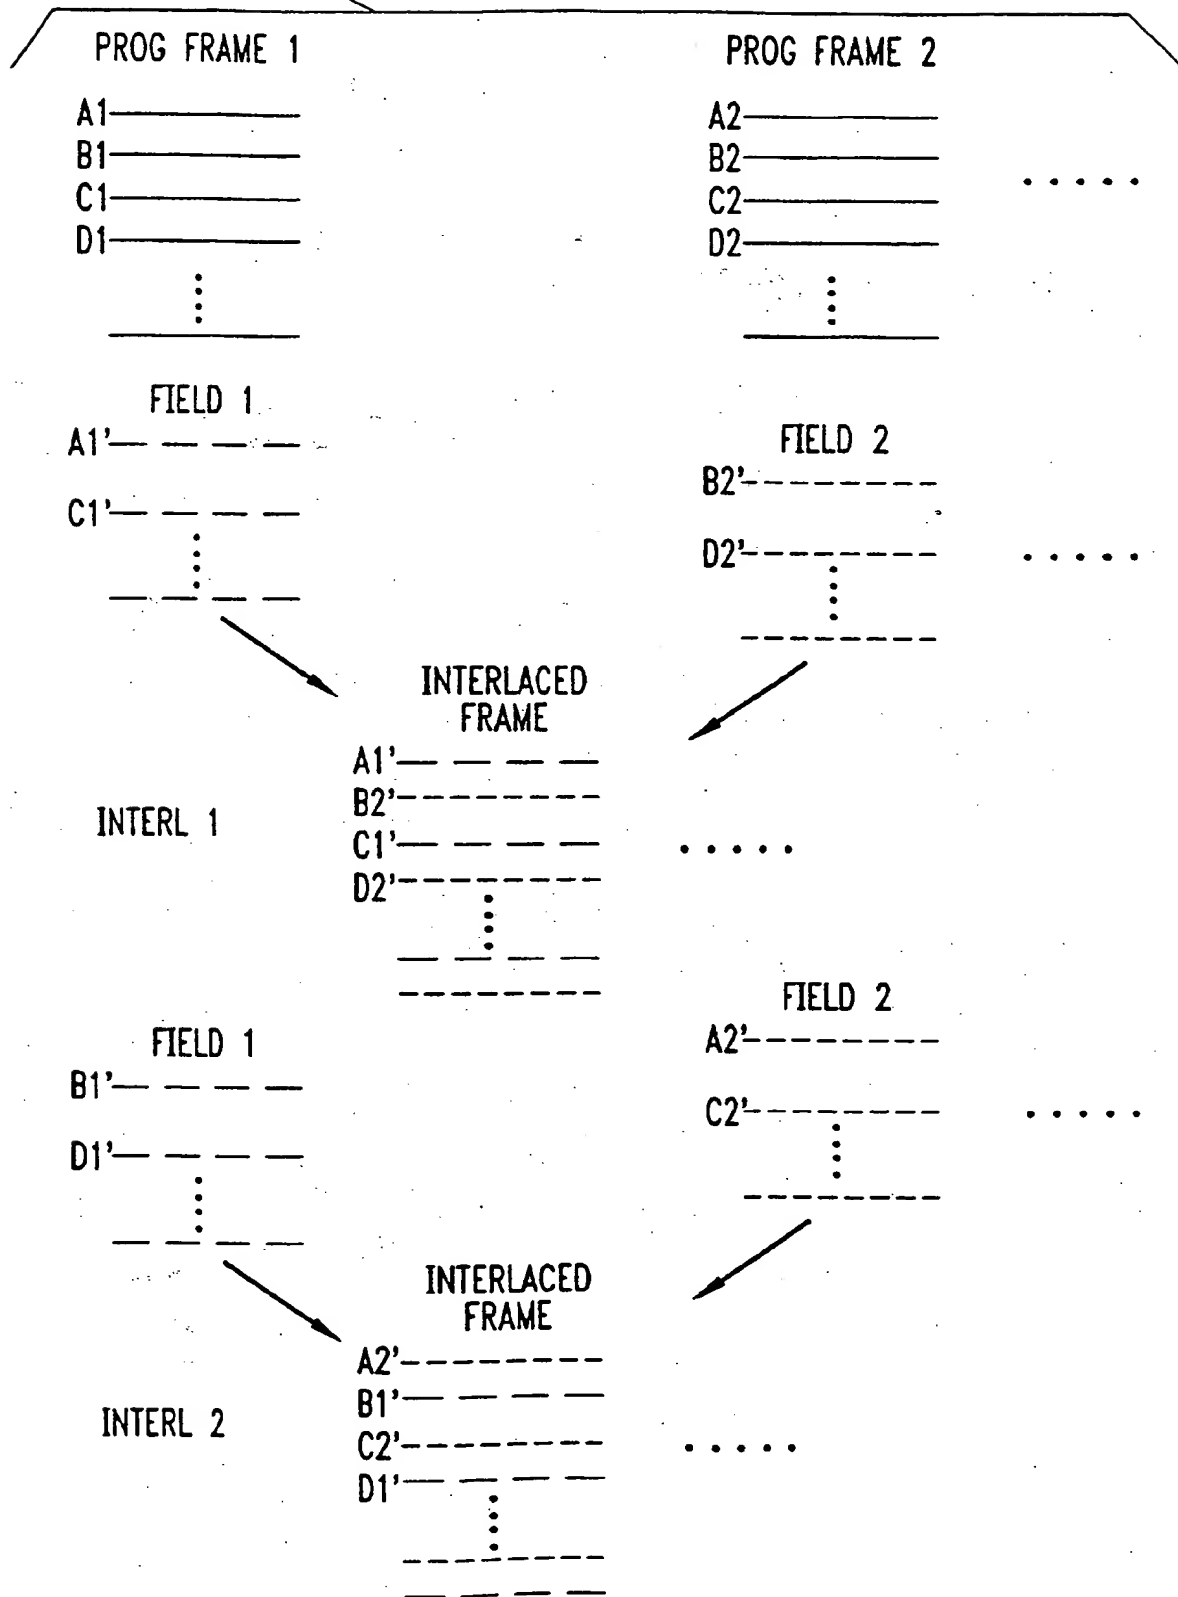 PROG FRAME 1
A1
B1
C1
D1
PROG FRAME 2
A2
B2
C2
D2
FIELD 1
A1'
C1'
FIELD 2
B2'
D2'
INTERLACED
FRAME
INTERL 1
A1'
B2'
C1'
D2'
FIELD 1
B1'
D1'
FIELD 2
A2'
C2'
INTERLACED
FRAME
INTERL 2
A2'
B1'
C2'
D1'